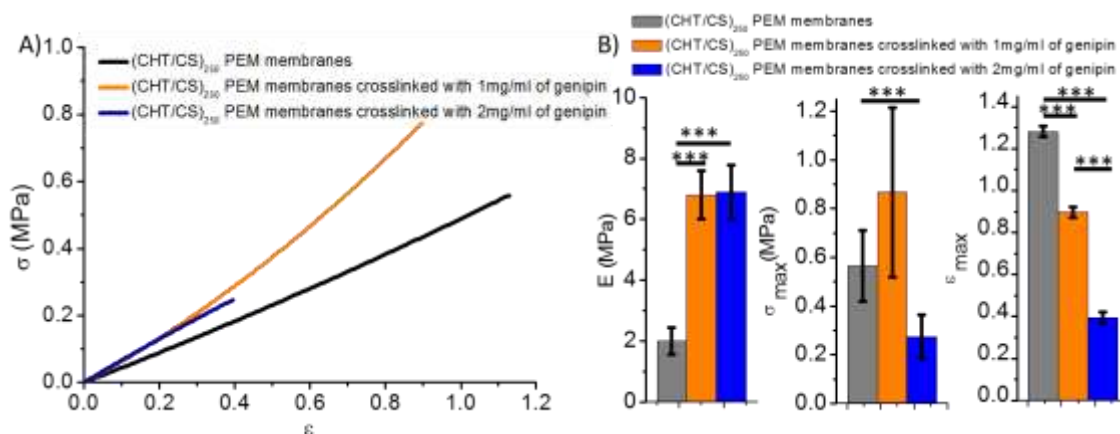 A)
1.0
0.8
0.6
0.4
0.2
0.0
σ (MPa)
(CHT/CS)250 PEM membranes
(CHT/CS)250 PEM membranes crosslinked with 1mg/ml of genipin
(CHT/CS)250 PEM membranes crosslinked with 2mg/ml of genipin
0.0 0.2 0.4 0.6 0.8 1.0 1.2
ε
B)
(CHT/CS)250 PEM membranes
(CHT/CS)250 PEM membranes crosslinked with 1mg/ml of genipin
(CHT/CS)250 PEM membranes crosslinked with 2mg/ml of genipin
10
8
6
4
2
0
E (MPa)
***
***
1.2
1.0
0.8
0.6
0.4
0.2
0.0
σ max (MPa)
***
1.4
1.2
1.0
0.8
0.6
0.4
0.2
0.0
ε max
***
***
***